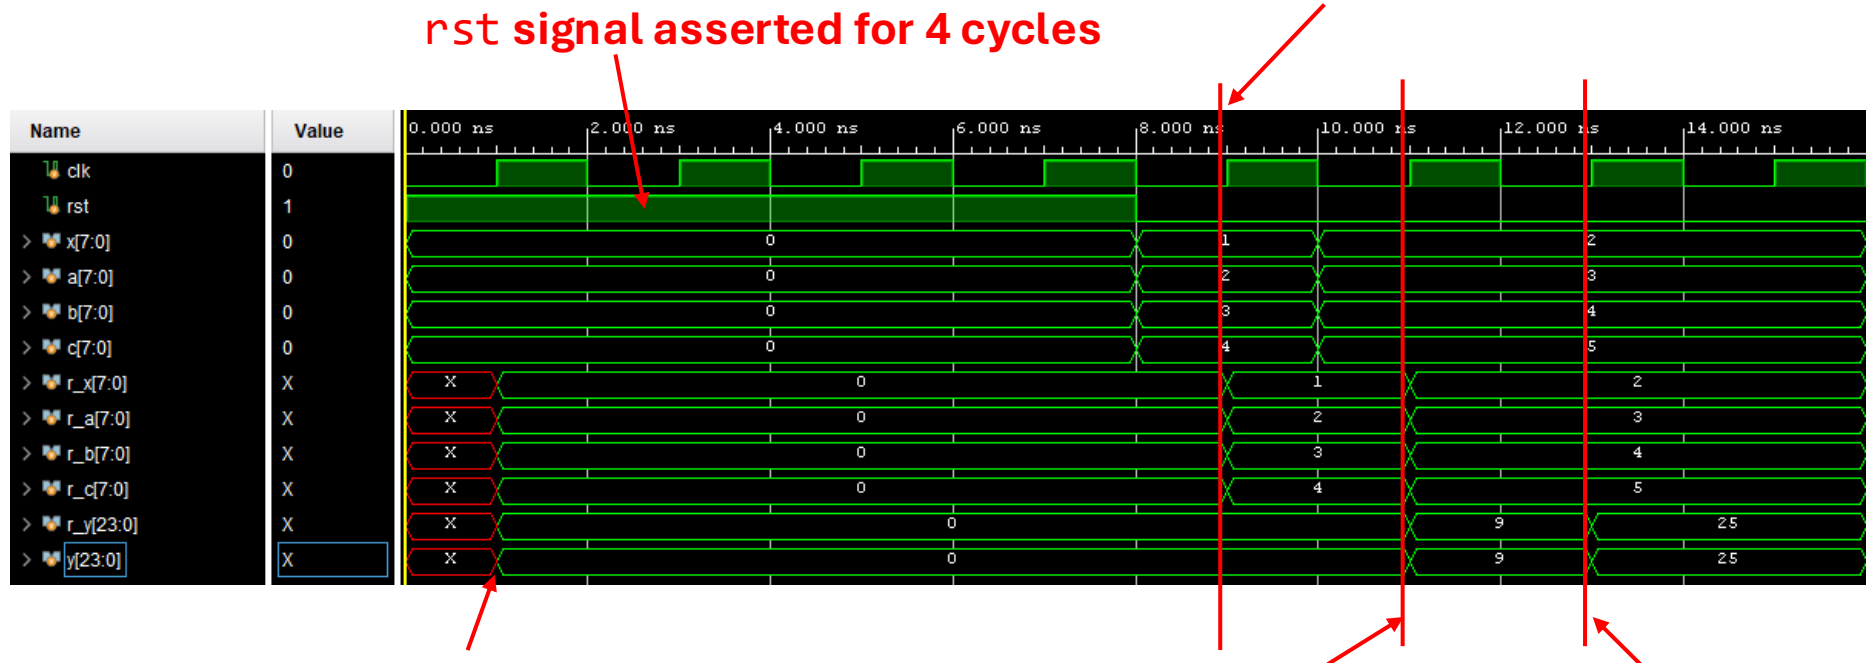 rst signal asserted for 4 cycles
Name Value 0.000 ns 2.000 ns 4.000 ns 6.000 ns 8.000 ns 10.000 ns 12.000 ns 14.000 ns
clk 0
rst 1
x[7:0] 0 0 1 2
a[7:0] 0 0 2 3
b[7:0] 0 0 3 4
c[7:0] 0 0 4 5
r_x[7:0] X X 0 1 2
r_a[7:0] X X 0 2 3
r_b[7:0] X X 0 3 4
r_c[7:0] X X 0 4 5
r_y[23:0] X X 0 9 25
y[23:0] X X 0 9 25